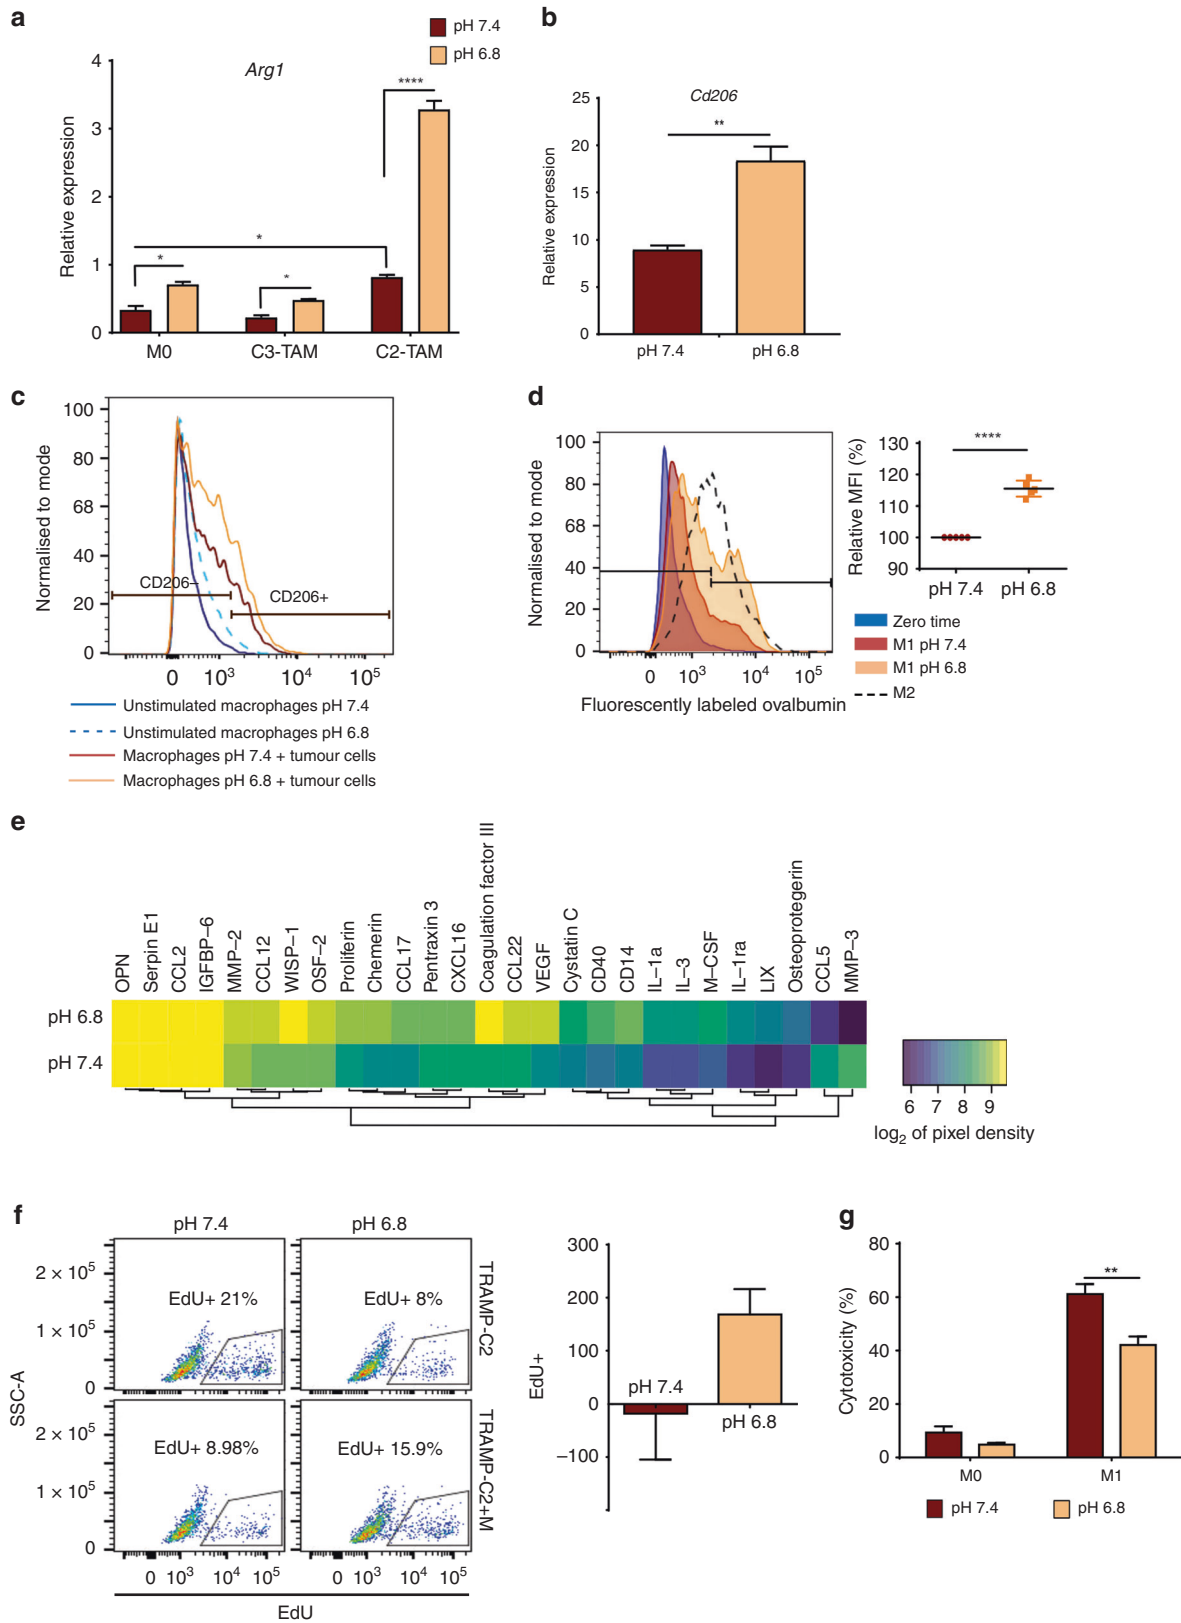 a
pH 7.4
pH 6.8
Arg1
Relative expression
4
3
2
1
0
*
*
*
****
M0
C3-TAM
C2-TAM
b
Cd206
**
Relative expression
25
20
15
10
5
0
pH 7.4
pH 6.8
c
Normalised to mode
100
80
68
40
20
0
CD206–
CD206+
0
10³
10⁴
10⁵
Unstimulated macrophages pH 7.4
Unstimulated macrophages pH 6.8
Macrophages pH 7.4 + tumour cells
Macrophages pH 6.8 + tumour cells
d
Normalised to mode
100
80
68
40
20
0
0
10³
10⁴
10⁵
Fluorescently labeled ovalbumin
Relative MFI (%)
130
120
110
100
90
****
pH 7.4
pH 6.8
Zero time
M1 pH 7.4
M1 pH 6.8
M2
e
OPN
Serpin E1
CCL2
IGFBP–6
MMP–2
CCL12
WISP–1
OSF–2
Proliferin
Chemerin
CCL17
Pentraxin 3
CXCL16
Coagulation factor III
CCL22
VEGF
Cystatin C
CD40
CD14
IL–1a
IL–3
M–CSF
IL–1ra
LIX
Osteoprotegerin
CCL5
MMP–3
pH 6.8
pH 7.4
6 7 8 9
log₂ of pixel density
f
pH 7.4
pH 6.8
SSC-A
2 × 10⁵
1 × 10⁵
0
EdU+ 21%
EdU+ 8%
TRAMP-C2
2 × 10⁵
1 × 10⁵
0
EdU+ 8.98%
EdU+ 15.9%
TRAMP-C2+M
0 10³ 10⁴ 10⁵
0 10³ 10⁴ 10⁵
EdU
EdU+
300
200
100
0
–100
pH 7.4
pH 6.8
g
Cytotoxicity (%)
80
60
40
20
0
**
M0
M1
pH 7.4
pH 6.8